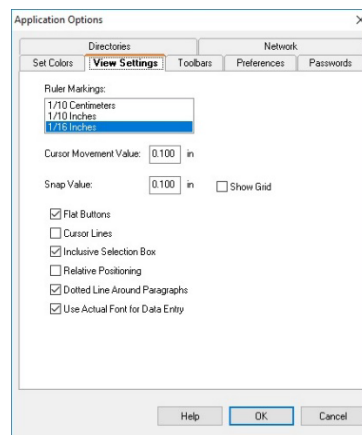 Application Options
Directories Network
Set Colors View Settings Toolbars Preferences Passwords
Ruler Markings:
1/10 Centimeters
1/10 Inches
1/16 Inches
Cursor Movement Value: 0.100 in
Snap Value: 0.100 in Show Grid
Flat Buttons
Cursor Lines
Inclusive Selection Box
Relative Positioning
Dotted Line Around Paragraphs
Use Actual Font for Data Entry
Help OK Cancel